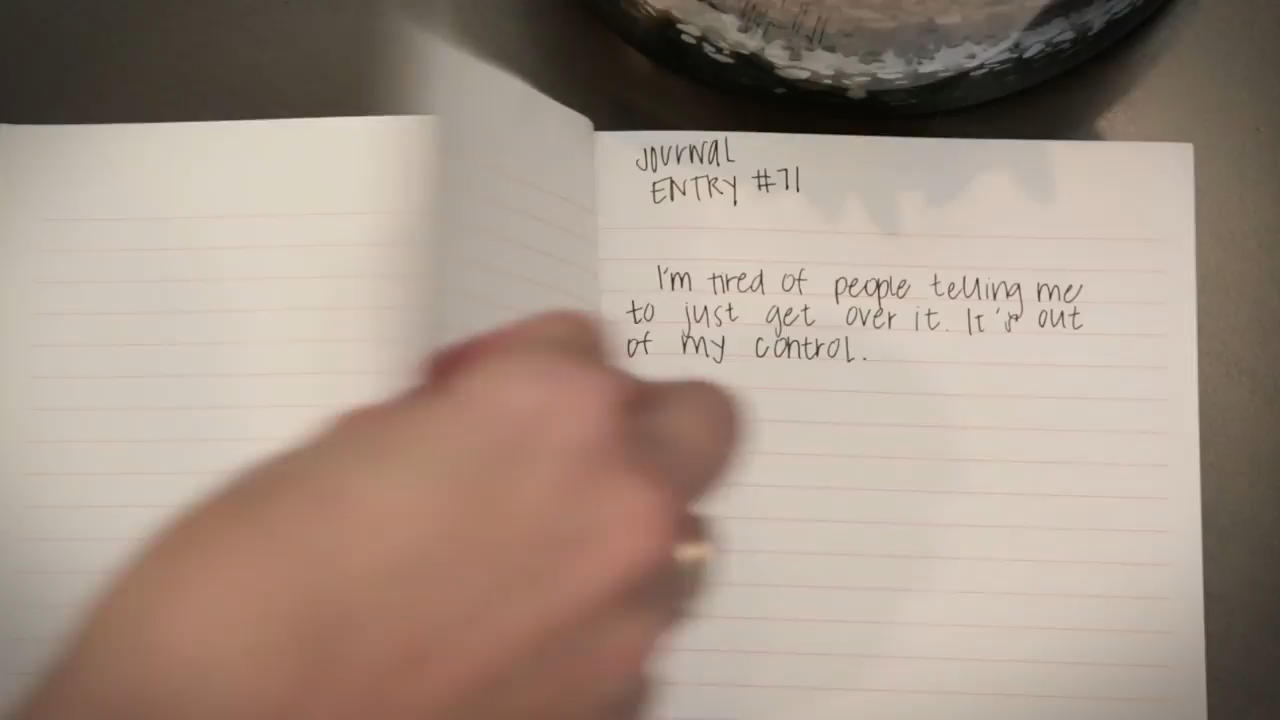 JOURNAL
ENTRY #71
I'm tired of people telling me
to just get over it. It's out
of my control.